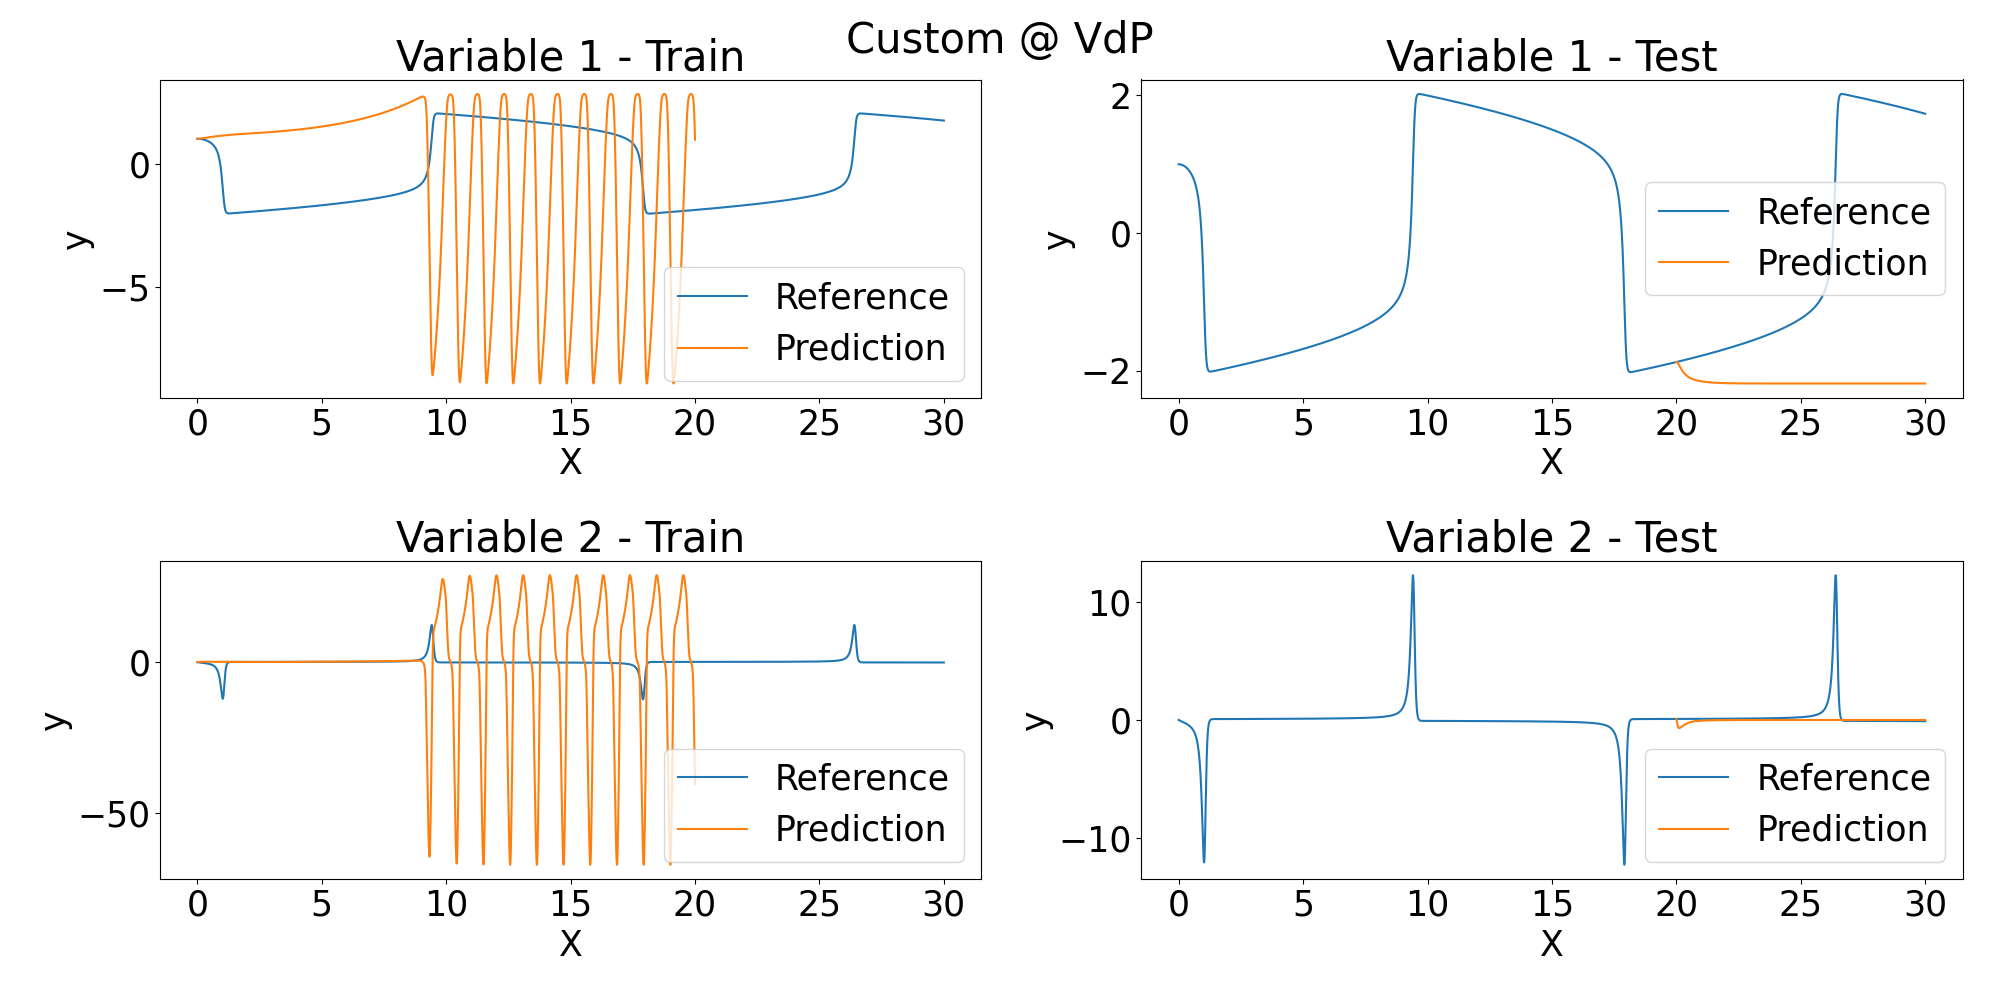 Custom @ VdP
Variable 1 - Train
0
−5
y
0 5 10 15 20 25 30
X
Reference
Prediction
Variable 1 - Test
2
0
−2
y
0 5 10 15 20 25 30
X
Reference
Prediction
Variable 2 - Train
0
−50
y
0 5 10 15 20 25 30
X
Reference
Prediction
Variable 2 - Test
10
0
−10
y
0 5 10 15 20 25 30
X
Reference
Prediction